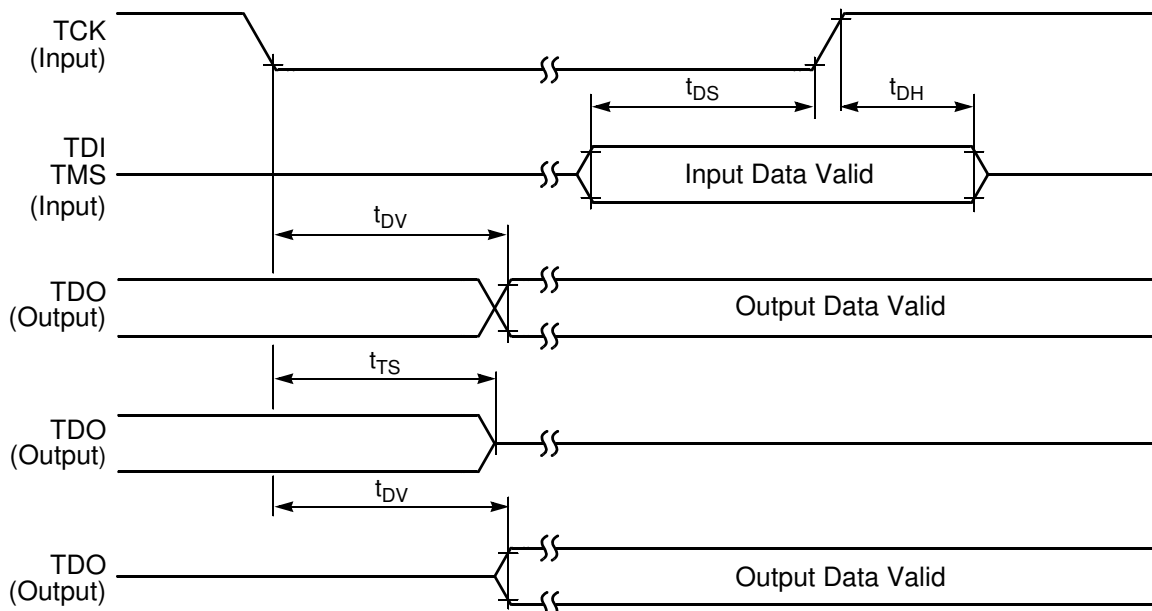 TCK
(Input)
tDS
tDH
TDI
TMS
(Input)
Input Data Valid
tDV
TDO
(Output)
Output Data Valid
tTS
TDO
(Output)
tDV
TDO
(Output)
Output Data Valid